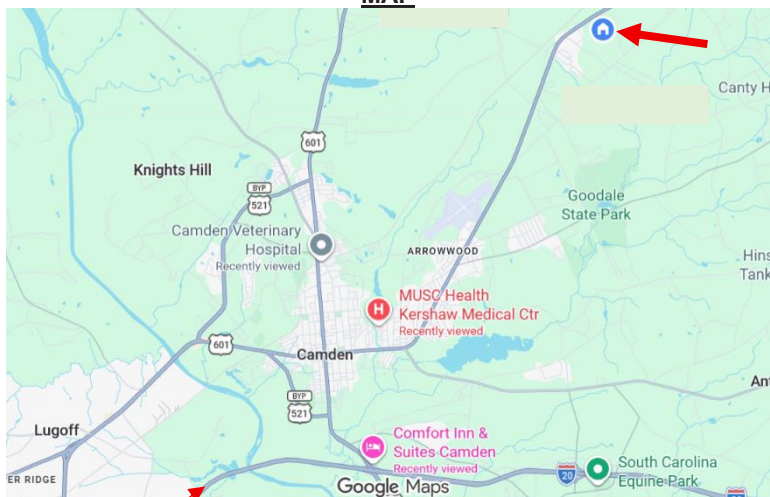 MAP
Canty H
601
Knights Hill
BYP
521
Goodale
State Park
Camden Veterinary
Hospital
Recently viewed
ARROWWOOD
Hins
Tank
MUSC Health
Kershaw Medical Ctr
Recently viewed
H
601
Camden
BYP
521
Ant
Lugoff
Comfort Inn &
Suites Camden
Recently viewed
ER RIDGE
20
South Carolina
Equine Park
Google Maps